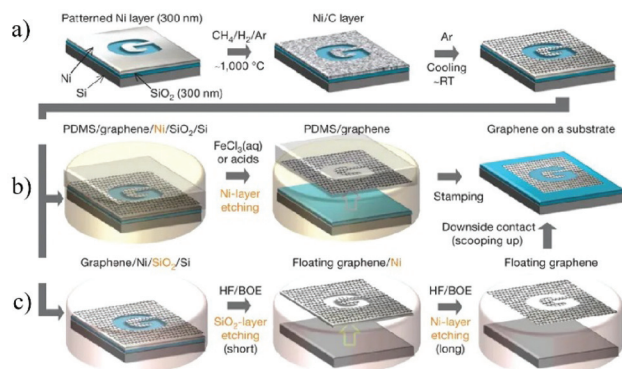 a)
Patterned Ni layer (300 nm)
G
Ni
Si
SiO2 (300 nm)
CH4/H2/Ar
~1,000 °C
Ni/C layer
G
Ar
Cooling
~RT
G
b)
PDMS/graphene/Ni/SiO2/Si
G
FeCl3(aq)
or acids
Ni-layer
etching
PDMS/graphene
G
Stamping
Graphene on a substrate
G
Downside contact
(scooping up)
c)
Graphene/Ni/SiO2/Si
G
HF/BOE
SiO2-layer
etching
(short)
Floating graphene/Ni
G
HF/BOE
Ni-layer
etching
(long)
Floating graphene
G